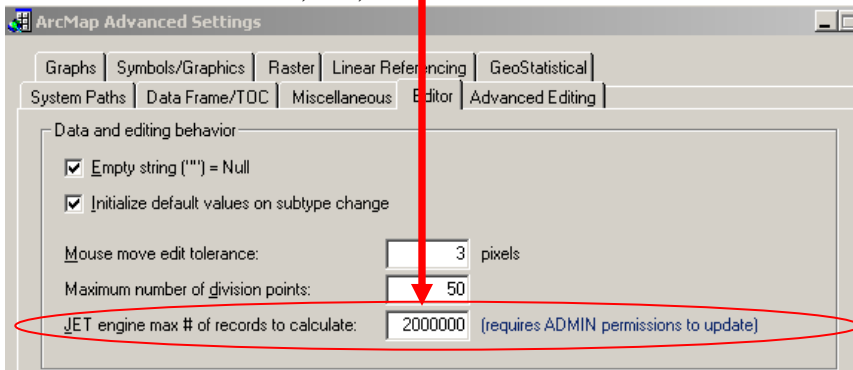 ArcMap Advanced Settings
Graphs Symbols/Graphics Raster Linear Referencing GeoStatistical
System Paths Data Frame/TOC Miscellaneous Editor Advanced Editing
Data and editing behavior
Empty string ("") = Null
Initialize default values on subtype change
Mouse move edit tolerance: 3 pixels
Maximum number of division points: 50
JET engine max # of records to calculate: 2000000 (requires ADMIN permissions to update)